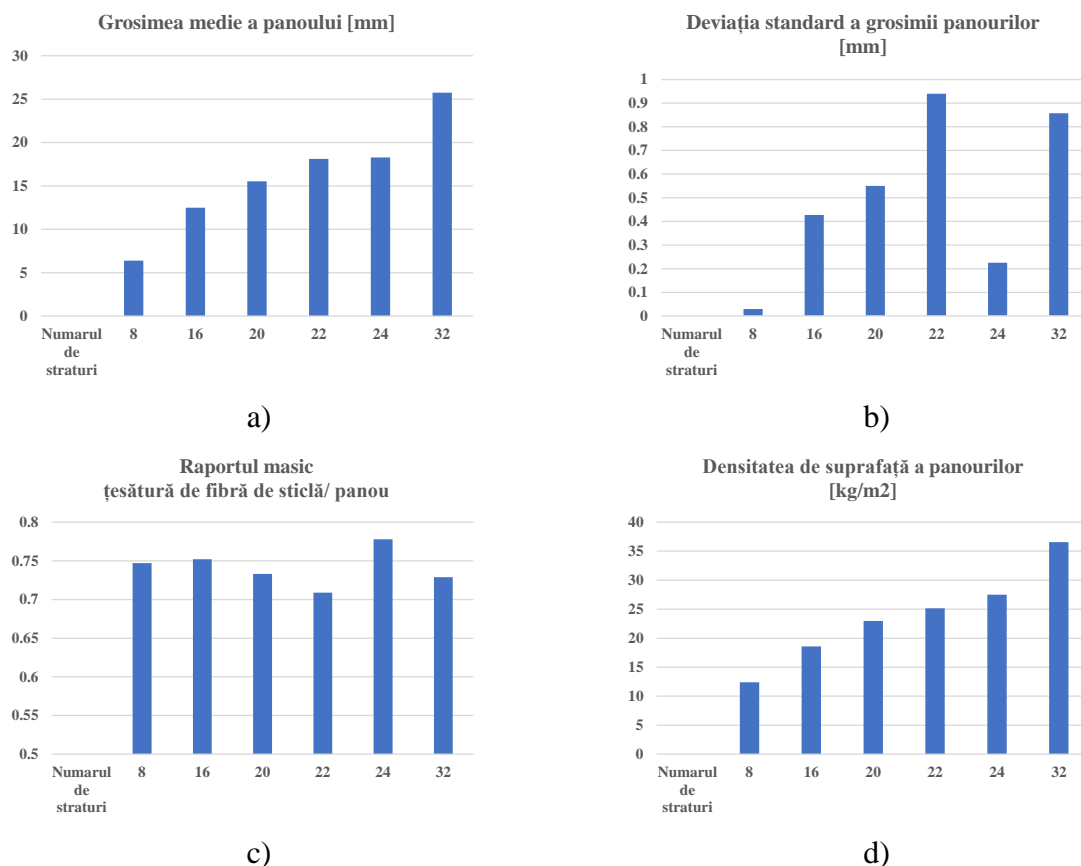 Grosimea medie a panoului [mm]
30
25
20
15
10
5
0
Numarul 8 16 20 22 24 32
de
straturi
a)
Deviația standard a grosimii panourilor
[mm]
1
0.9
0.8
0.7
0.6
0.5
0.4
0.3
0.2
0.1
0
Numarul 8 16 20 22 24 32
de
straturi
b)
Raportul masic
țesătură de fibră de sticlă/ panou
0.8
0.75
0.7
0.65
0.6
0.55
0.5
Numarul 8 16 20 22 24 32
de
straturi
c)
Densitatea de suprafață a panourilor
[kg/m2]
40
35
30
25
20
15
10
5
0
Numarul 8 16 20 22 24 32
de
straturi
d)